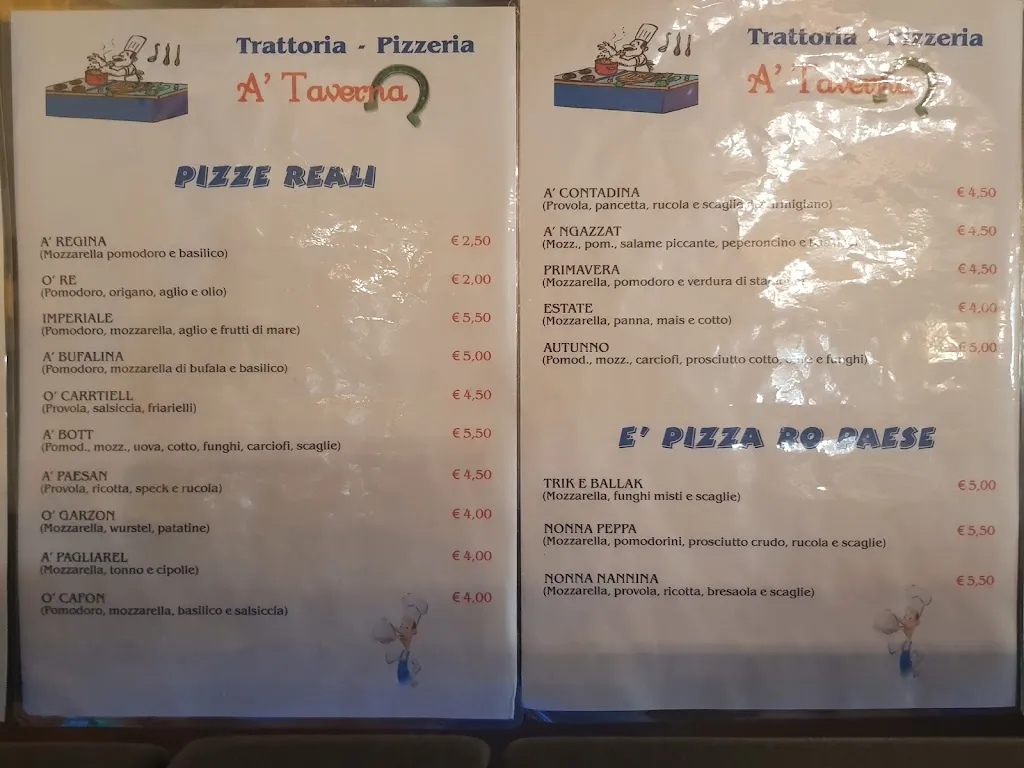 Trattoria - Pizzeria
A' Taverna
PIZZE REALI
A' REGINA € 2,50
(Mozzarella pomodoro e basilico)
O' RE € 2,00
(Pomodoro, origano, aglio e olio)
IMPERIALE € 5,50
(Pomodoro, mozzarella, aglio e frutti di mare)
A' BUFALINA € 5,00
(Pomodoro, mozzarella di bufala e basilico)
O' CARRTIELL € 4,50
(Provola, salsiccia, friarielli)
A' BOTT € 5,50
(Pomod., mozz., uova, cotto, funghi, carciofi, scaglie)
A' PAESAN € 4,50
(Provola, ricotta, speck e rucola)
O' GARZON € 4,00
(Mozzarella, wurstel, patatine)
A' PAGLIAREL € 4,00
(Mozzarella, tonno e cipolle)
O' CAFON € 4,00
(Pomodoro, mozzarella, basilico e salsiccia)
Trattoria - Pizzeria
A' Taverna
A' CONTADINA € 4,50
(Provola, pancetta, rucola e scaglie parmigiano)
A' NGAZZAT € 4,50
(Mozz., pom., salame piccante, peperoncino e
PRIMAVERA € 4,50
(Mozzarella, pomodoro e verdura di
ESTATE € 4,00
(Mozzarella, panna, mais e cotto)
AUTUNNO € 5,00
(Pomod., mozz., carciofi, prosciutto cotto, e funghi)
E' PIZZA RO PAESE
TRIK E BALLAK € 5,00
(Mozzarella, funghi misti e scaglie)
NONNA PEPPA € 5,50
(Mozzarella, pomodorini, prosciutto crudo, rucola e scaglie)
NONNA NANNINA € 5,50
(Mozzarella, provola, ricotta, bresaola e scaglie)